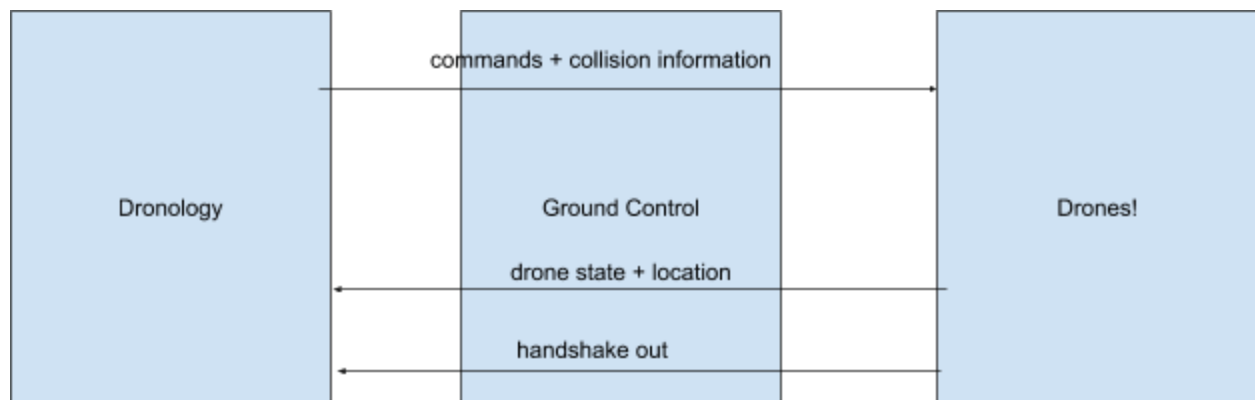 commands + collision information
Dronology
Ground Control
Drones!
drone state + location
handshake out